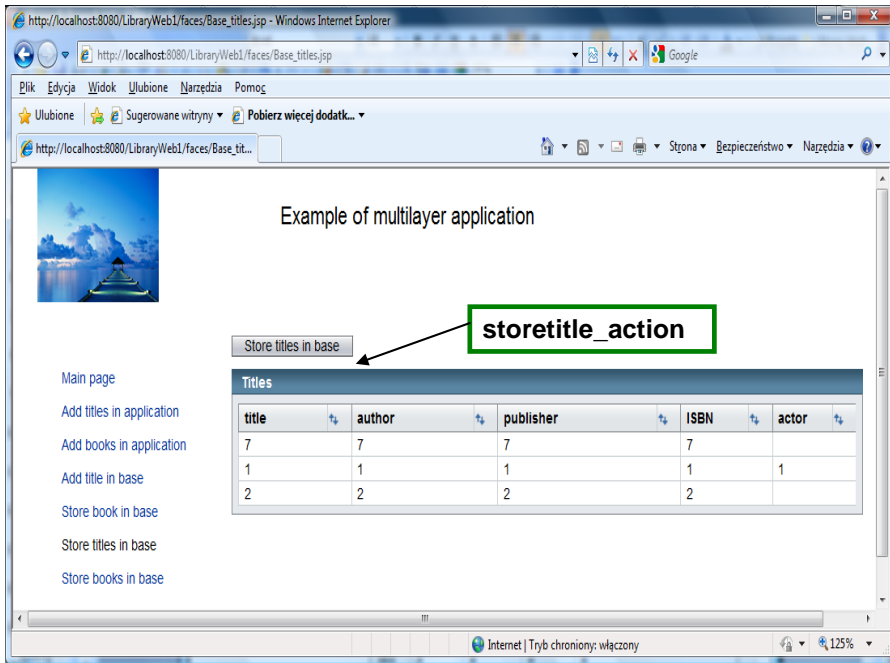 http://localhost:8080/LibraryWeb1/faces/Base_titles.jsp - Windows Internet Explorer
http://localhost:8080/LibraryWeb1/faces/Base_titles.jsp
Google
Plik Edycja Widok Ulubione Narzędzia Pomoc
Ulubione Sugerowane witryny Pobierz więcej dodatk...
http://localhost:8080/LibraryWeb1/faces/Base_tit...
Strona Bezpieczeństwo Narzędzia
Example of multilayer application
storetitle_action
Store titles in base
Main page
Add titles in application
Add books in application
Add title in base
Store book in base
Store titles in base
Store books in base
Titles
title author publisher ISBN actor
7 7 7 7
1 1 1 1 1
2 2 2 2
Internet | Tryb chroniony: włączony
125%